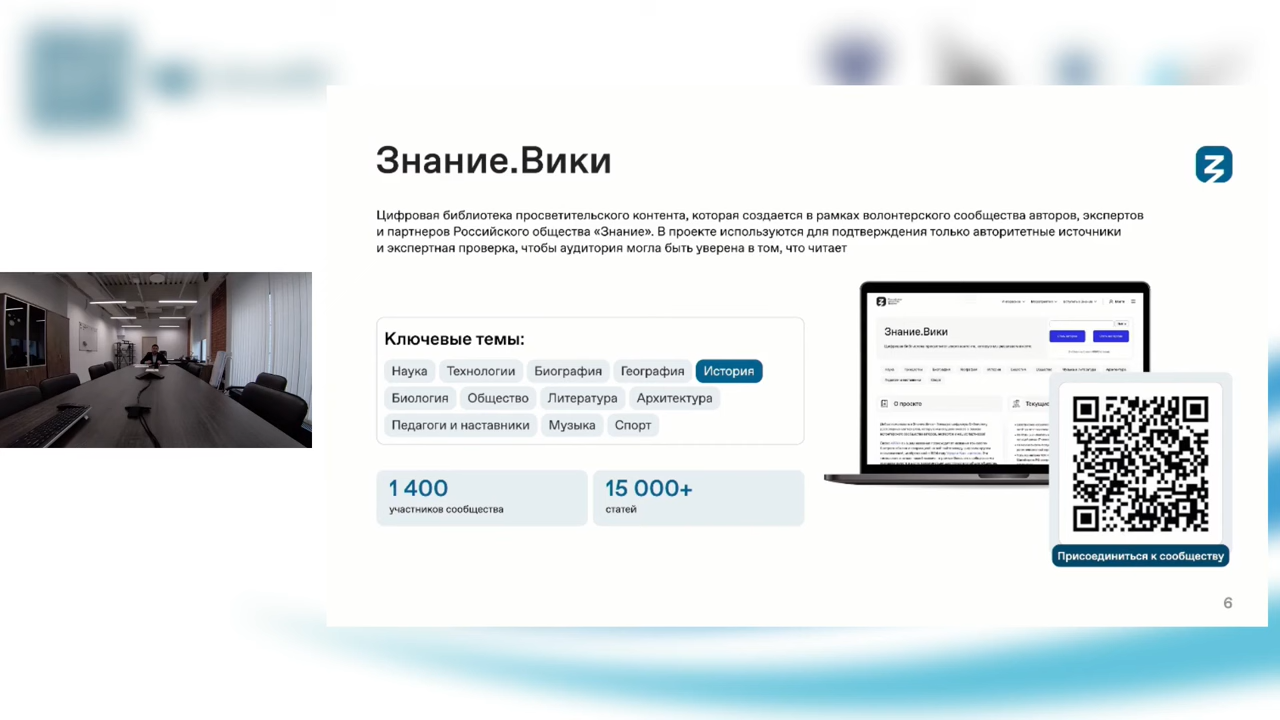 Знание.Вики
Цифровая библиотека просветительского контента, которая создается в рамках волонтерского сообщества авторов, экспертов
и партнеров Российского общества «Знание». В проекте используются для подтверждения только авторитетные источники
и экспертная проверка, чтобы аудитория могла быть уверена в том, что читает
Ключевые темы:
Наука Технологии Биография География История
Биология Общество Литература Архитектура
Педагоги и наставники Музыка Спорт
1 400
участников сообщества
15 000+
статей
Знание.Вики
О проекте
Присоединиться к сообществу
6